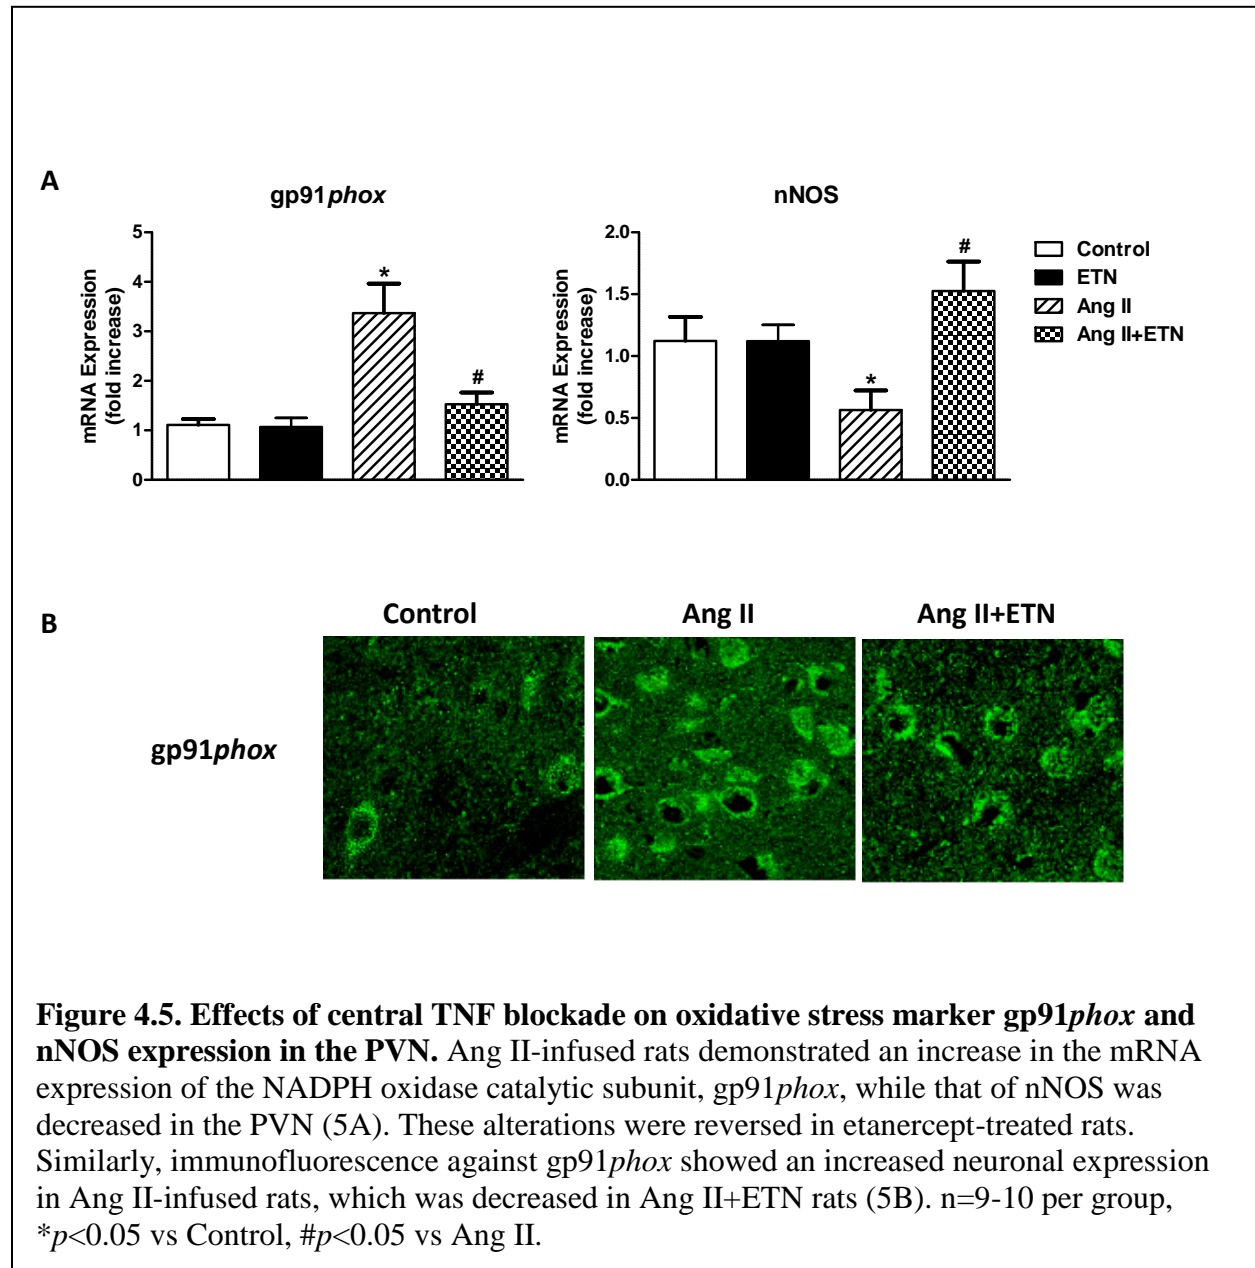 A
gp91phox
nNOS
mRNA Expression
(fold increase)
5
4
3
2
1
0
*
#
mRNA Expression
(fold increase)
2.0
1.5
1.0
0.5
0.0
*
#
Control
ETN
Ang II
Ang II+ETN
B
Control
Ang II
Ang II+ETN
gp91phox
Figure 4.5. Effects of central TNF blockade on oxidative stress marker gp91phox and
nNOS expression in the PVN. Ang II-infused rats demonstrated an increase in the mRNA
expression of the NADPH oxidase catalytic subunit, gp91phox, while that of nNOS was
decreased in the PVN (5A). These alterations were reversed in etanercept-treated rats.
Similarly, immunofluorescence against gp91phox showed an increased neuronal expression
in Ang II-infused rats, which was decreased in Ang II+ETN rats (5B). n=9-10 per group,
*p<0.05 vs Control, #p<0.05 vs Ang II.